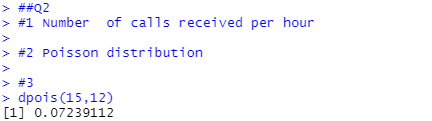 > ##Q2
> #1 Number  of calls received per hour
>
> #2 Poisson distribution
>
> #3
> dpois(15,12)
[1] 0.07239112